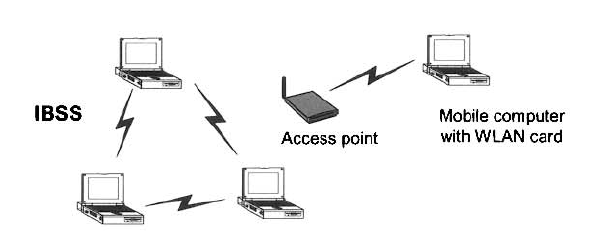 IBSS
Access point
Mobile computer
with WLAN card